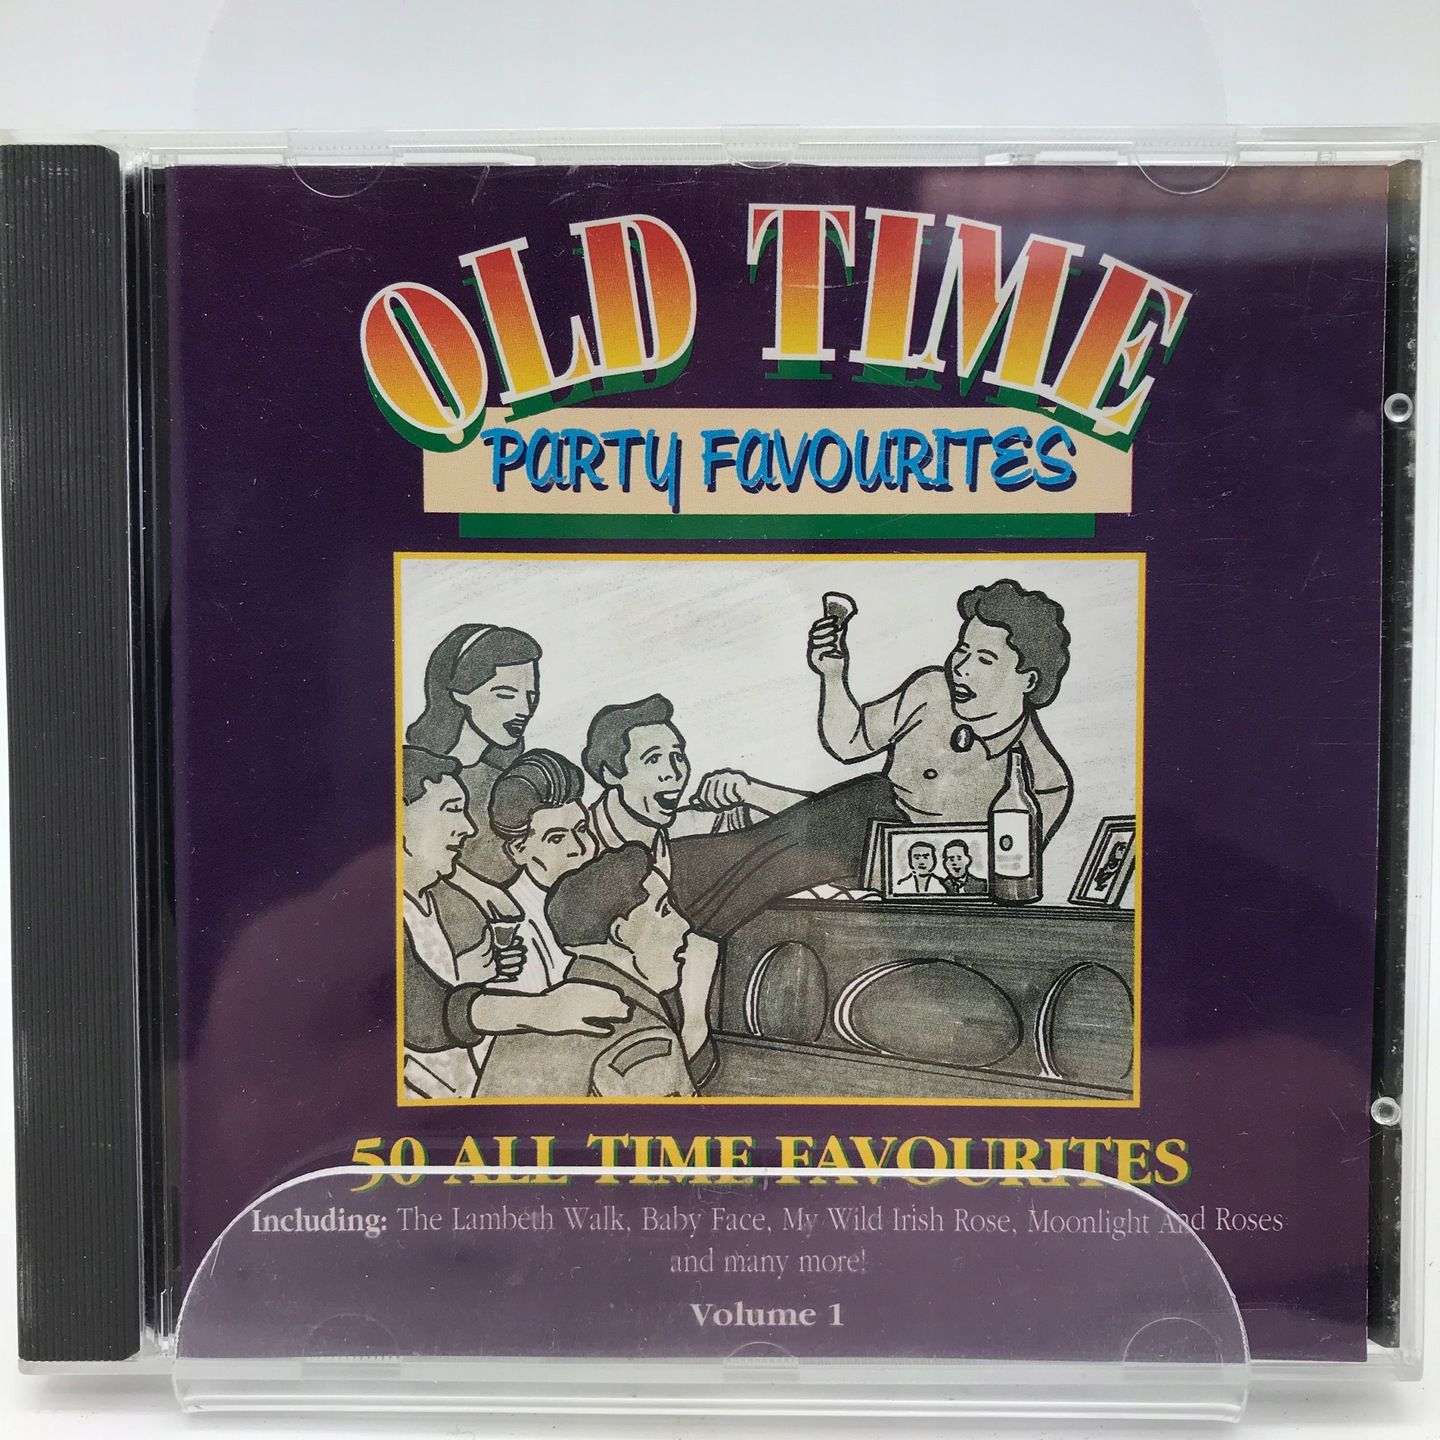 OLD TIME
PARTY FAVOURITES
50 ALL TIME FAVOURITES
Including: The Lambeth Walk, Baby Face, My Wild Irish Rose, Moonlight And Roses
and many more!
Volume 1